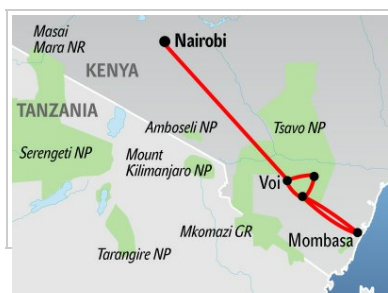 Masai
Mara NR
Nairobi
KENYA
TANZANIA
Amboseli NP
Tsavo NP
Serengeti NP
Mount
Kilimanjaro NP
Voi
Mkomazi GR
Mombasa
Tarangire NP